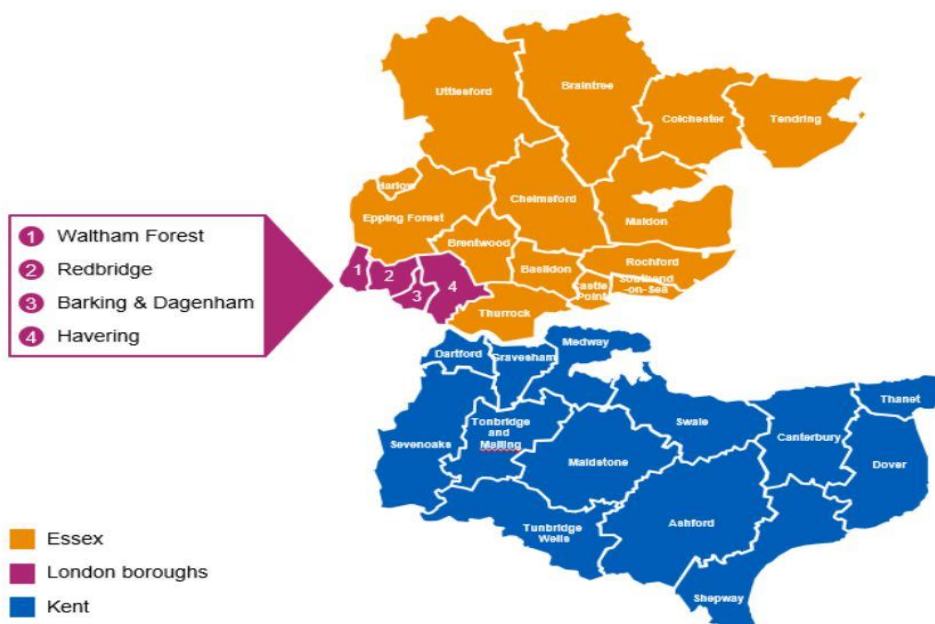 Uttlesford
Braintree
Colchester
Tendring
Harlow
Epping Forest
Chelmsford
Maldon
Brentwood
Basildon
Rochford
Castle
Point
Southend
-on-Sea
Thurrock
1
2
3
4
1 Waltham Forest
2 Redbridge
3 Barking & Dagenham
4 Havering
Dartford
Gravesham
Medway
Sevenoaks
Tonbridge
and
Malling
Maidstone
Swale
Canterbury
Thanet
Dover
Tunbridge
Wells
Ashford
Shepway
Essex
London boroughs
Kent